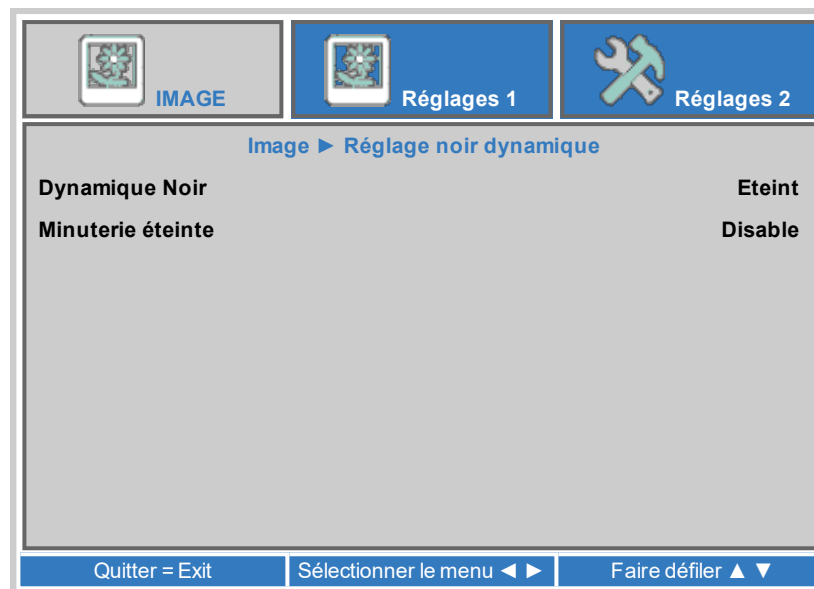 IMAGE
Réglages 1
Réglages 2
Image ► Réglage noir dynamique
Dynamique Noir Eteint
Minuterie éteinte Disable
Quitter = Exit
Sélectionner le menu ◄ ►
Faire défiler ▲ ▼